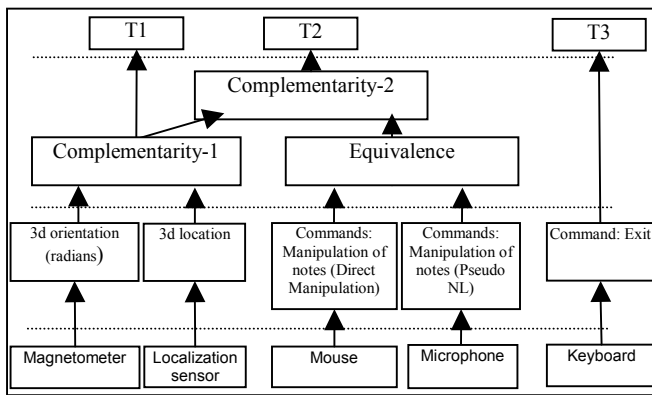 T1
T2
T3
Complementarity-2
Complementarity-1
Equivalence
3d orientation
(radians)
3d location
Commands:
Manipulation of
notes (Direct
Manipulation)
Commands:
Manipulation of
notes (Pseudo
NL)
Command: Exit
Magnetometer
Localization
sensor
Mouse
Microphone
Keyboard